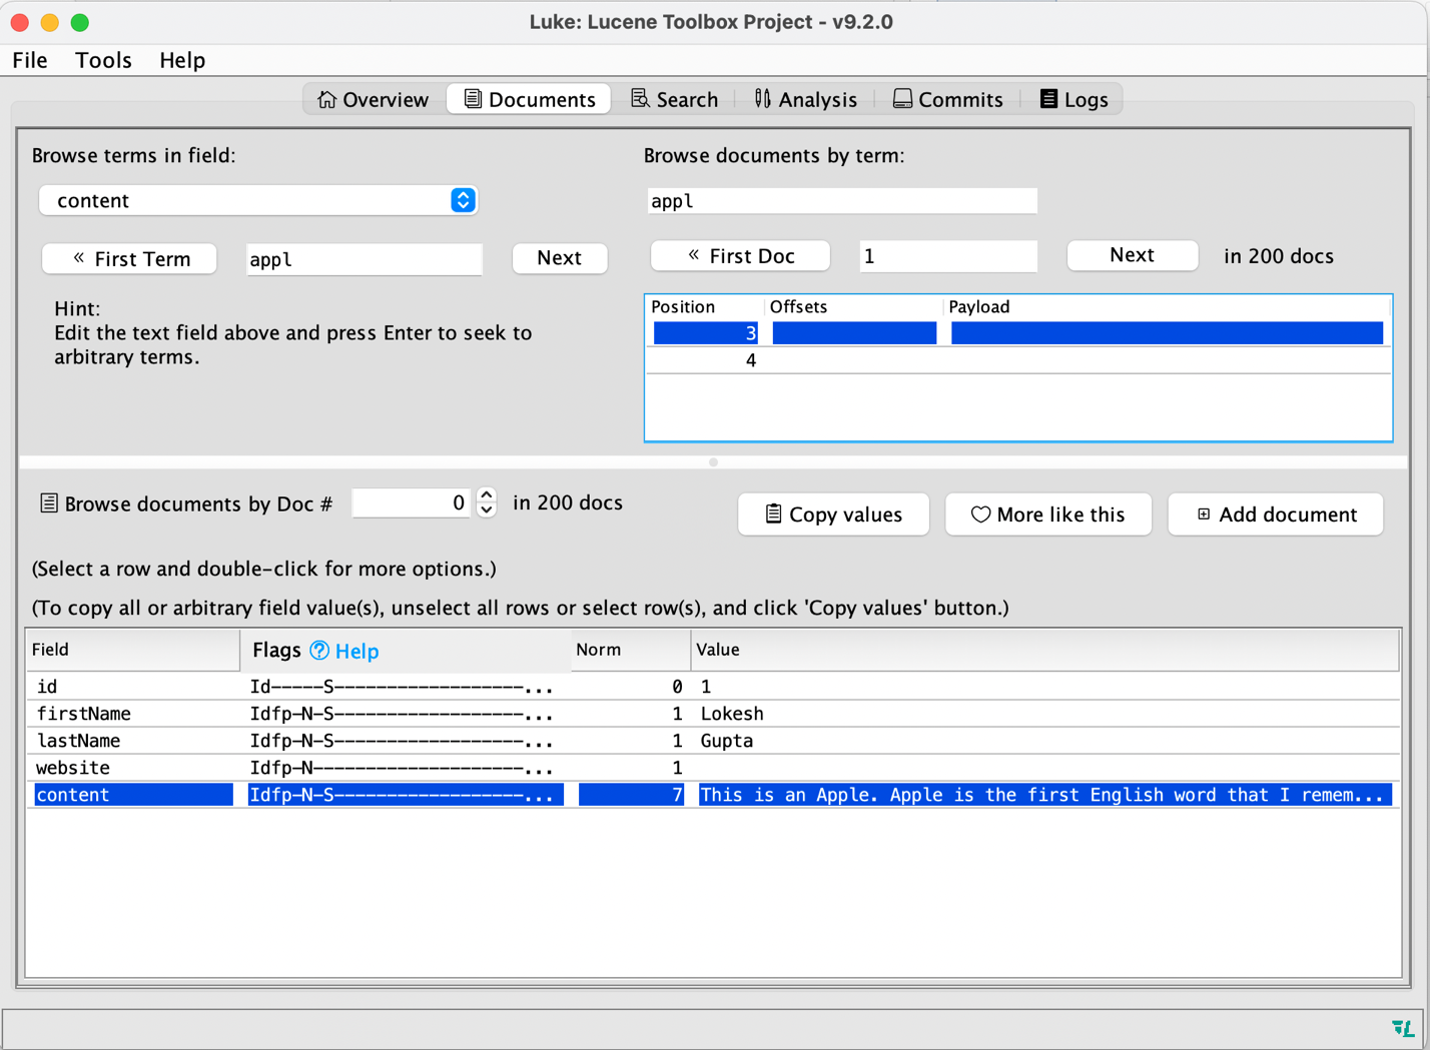 Luke: Lucene Toolbox Project - v9.2.0
File Tools Help
Overview Documents Search Analysis Commits Logs
Browse terms in field:
content
« First Term appl Next
Hint:
Edit the text field above and press Enter to seek to
arbitrary terms.
Browse documents by term:
appl
« First Doc 1 Next in 200 docs
Position Offsets Payload
3
4
Browse documents by Doc # 0 in 200 docs
Copy values More like this Add document
(Select a row and double-click for more options.)
(To copy all or arbitrary field value(s), unselect all rows or select row(s), and click 'Copy values' button.)
Field Flags ? Help Norm Value
id Id-----S------------------... 0 1
firstName Idfp-N-S------------------... 1 Lokesh
lastName Idfp-N-S------------------... 1 Gupta
website Idfp-N--------------------... 1
content Idfp-N-S------------------... 7 This is an Apple. Apple is the first English word that I remem...